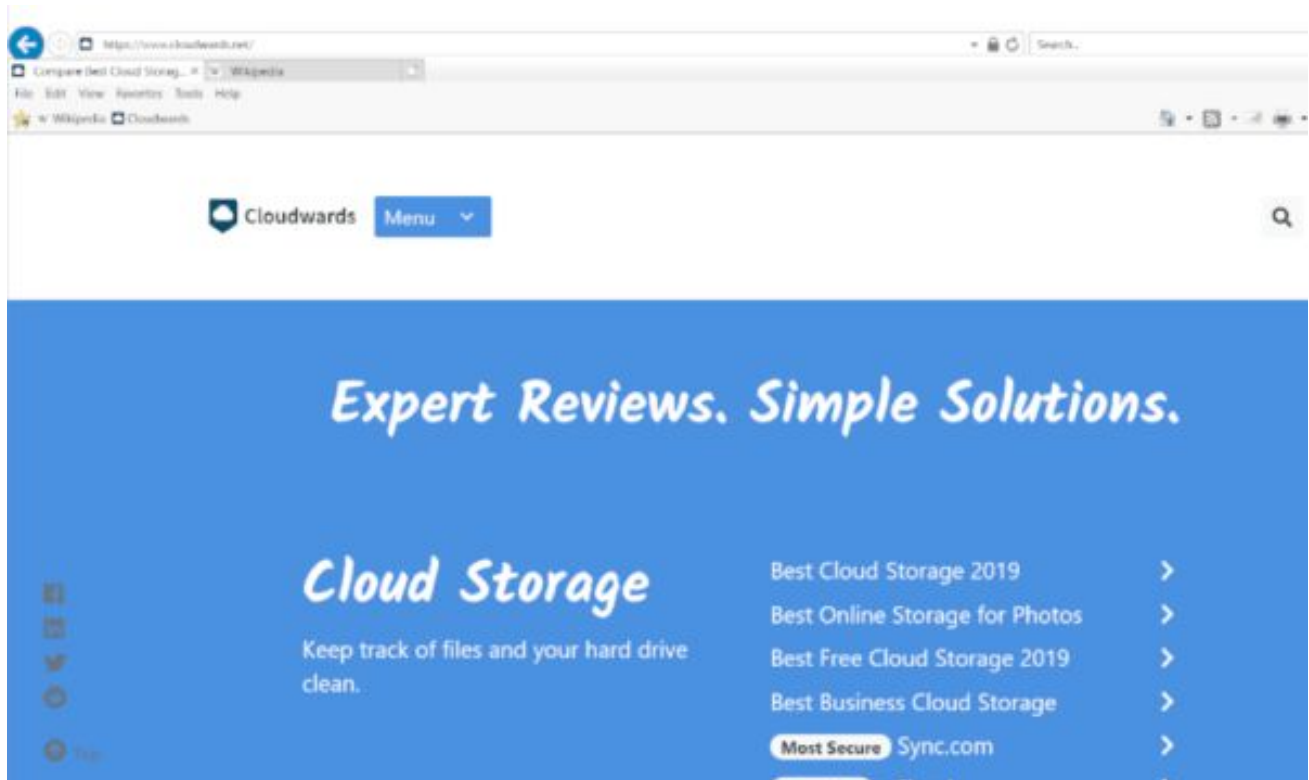 https://www.cloudwards.net/
Search...
Compare Best Cloud Storag...
Wikipedia
File Edit View Favorites Tools Help
Wikipedia Cloudwards
Cloudwards Menu
Expert Reviews. Simple Solutions.
Cloud Storage
Keep track of files and your hard drive
clean.
Best Cloud Storage 2019
Best Online Storage for Photos
Best Free Cloud Storage 2019
Best Business Cloud Storage
Most Secure Sync.com
Top